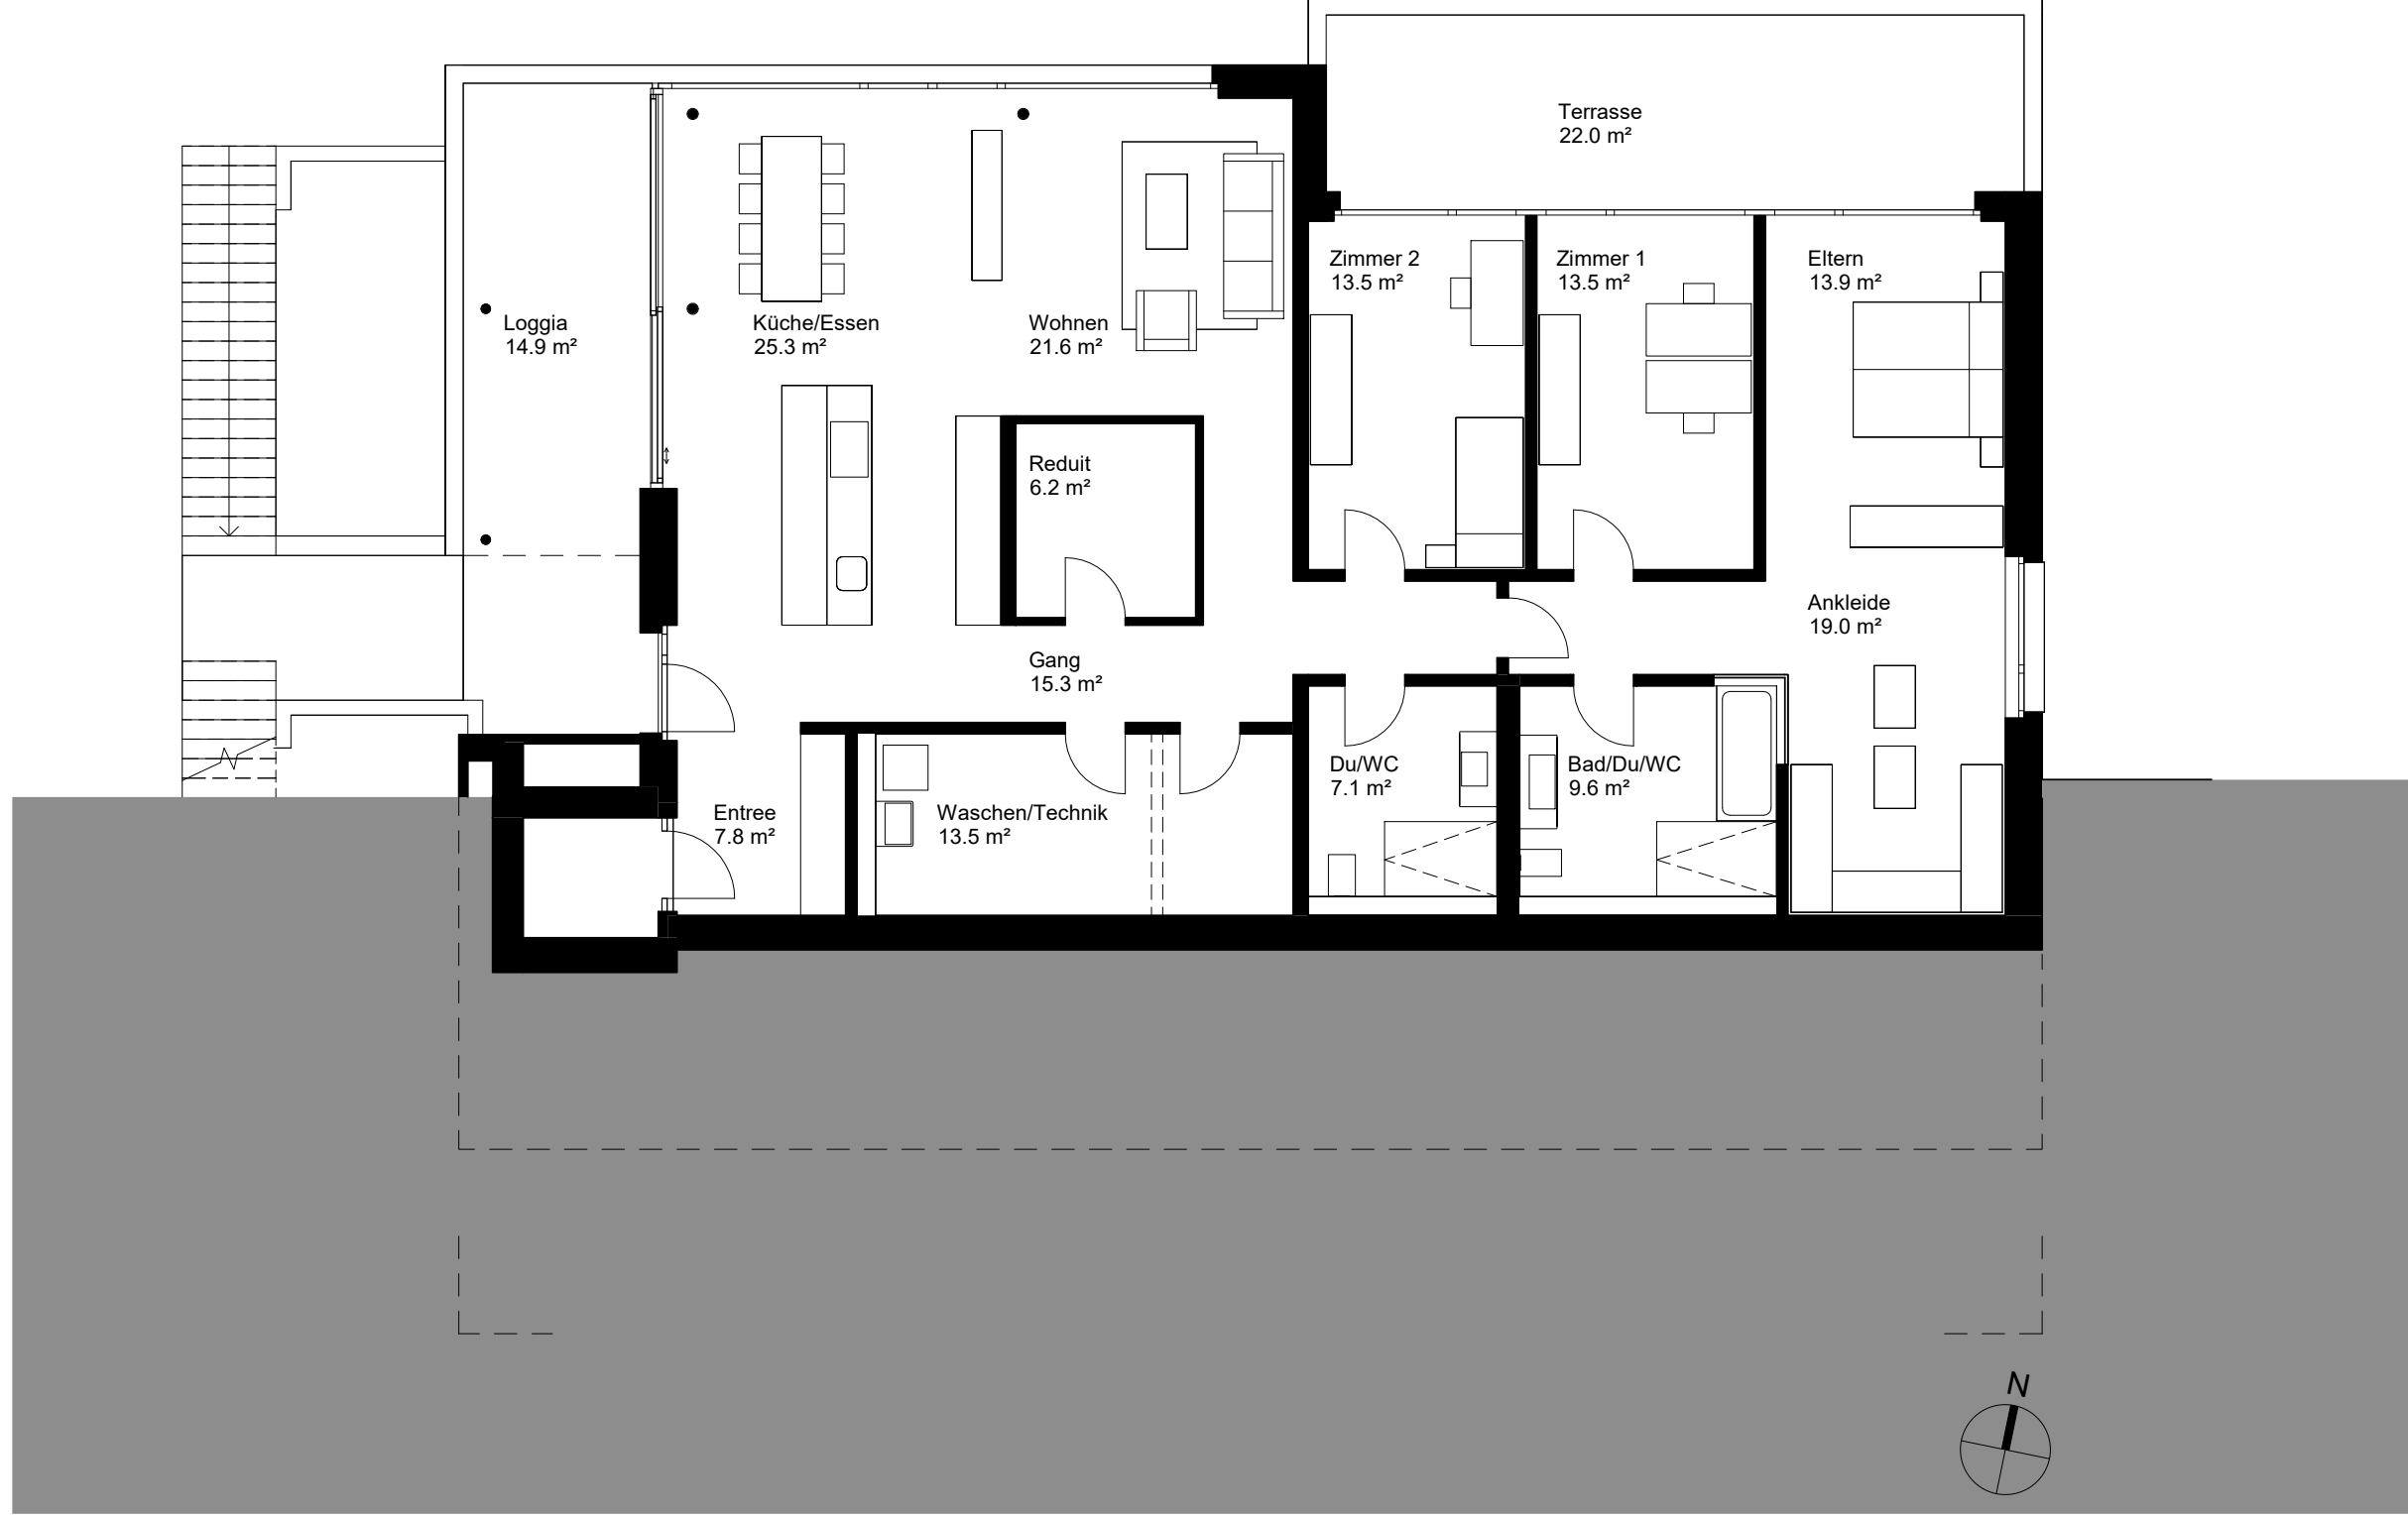 Terrasse
22.0 m²
Zimmer 2
13.5 m²
Zimmer 1
13.5 m²
Eltern
13.9 m²
Loggia
14.9 m²
Küche/Essen
25.3 m²
Wohnen
21.6 m²
Reduit
6.2 m²
Ankleide
19.0 m²
Gang
15.3 m²
Du/WC
7.1 m²
Bad/Du/WC
9.6 m²
Entree
7.8 m²
Waschen/Technik
13.5 m²
N